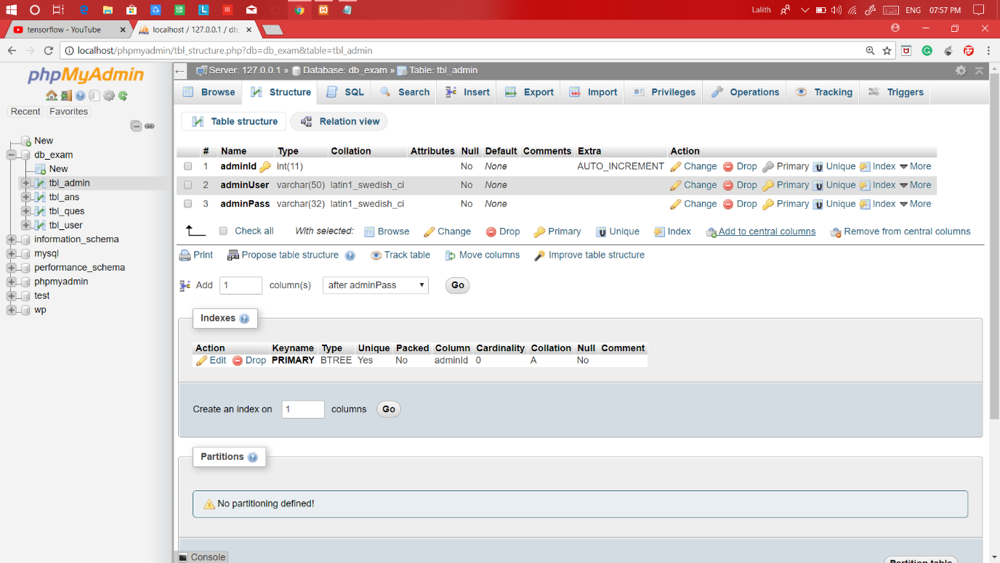 Lalith ENG 07:57 PM
tensorflow - YouTube localhost / 127.0.0.1 / db_
localhost/phpmyadmin/tbl_structure.php?db=db_exam&table=tbl_admin
phpMyAdmin
Recent Favorites
New
db_exam
New
tbl_admin
tbl_ans
tbl_ques
tbl_user
information_schema
mysql
performance_schema
phpmyadmin
test
wp
Server: 127.0.0.1 » Database: db_exam » Table: tbl_admin
Browse Structure SQL Search Insert Export Import Privileges Operations Tracking Triggers
Table structure Relation view
# Name Type Collation Attributes Null Default Comments Extra Action
1 adminId int(11) No None AUTO_INCREMENT Change Drop Primary Unique Index More
2 adminUser varchar(50) latin1_swedish_ci No None Change Drop Primary Unique Index More
3 adminPass varchar(32) latin1_swedish_ci No None Change Drop Primary Unique Index More
Check all With selected: Browse Change Drop Primary Unique Index Add to central columns Remove from central columns
Print Propose table structure Track table Move columns Improve table structure
Add 1 column(s) after adminPass Go
Indexes
Action Keyname Type Unique Packed Column Cardinality Collation Null Comment
Edit Drop PRIMARY BTREE Yes No adminId 0 A No
Create an index on 1 columns Go
Partitions
No partitioning defined!
Partition table
Console